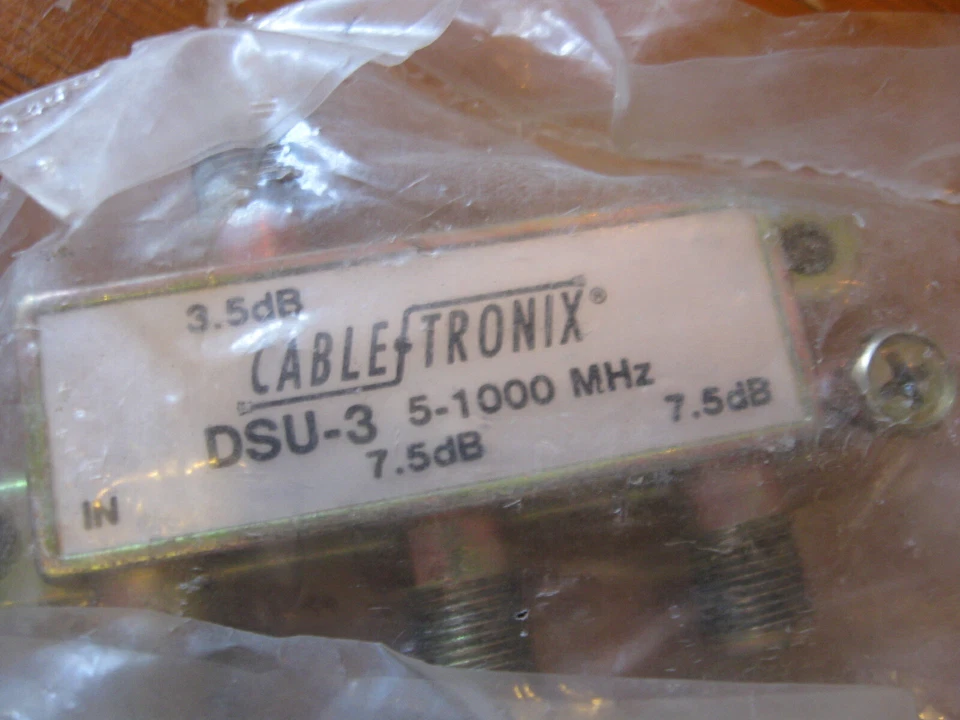 3.5dB
CABLETRONIX®
DSU-3 5-1000 MHz
7.5dB
7.5dB
IN